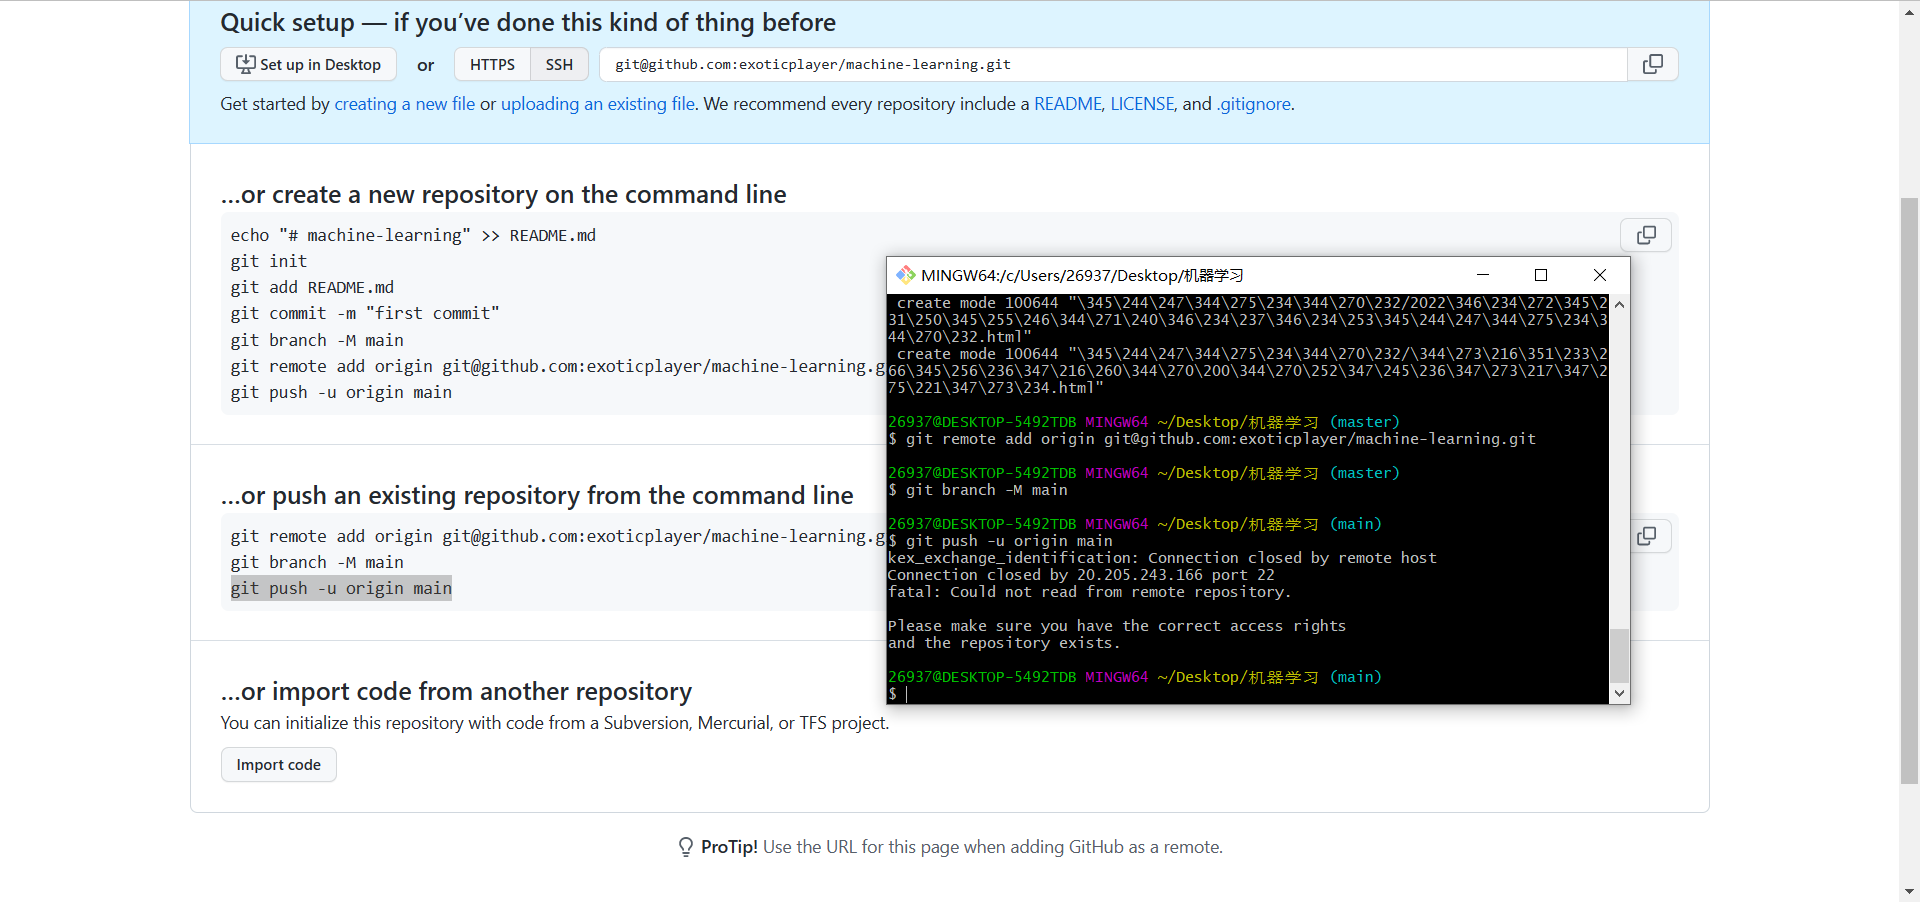 Quick setup — if you’ve done this kind of thing before
Set up in Desktop or HTTPS SSH git@github.com:exoticplayer/machine-learning.git
Get started by creating a new file or uploading an existing file. We recommend every repository include a README, LICENSE, and .gitignore.
…or create a new repository on the command line
echo "# machine-learning" >> README.md
git init
git add README.md
git commit -m "first commit"
git branch -M main
git remote add origin git@github.com:exoticplayer/machine-learning.g
git push -u origin main
…or push an existing repository from the command line
git remote add origin git@github.com:exoticplayer/machine-learning.g
git branch -M main
git push -u origin main
…or import code from another repository
You can initialize this repository with code from a Subversion, Mercurial, or TFS project.
Import code
ProTip! Use the URL for this page when adding GitHub as a remote.
MINGW64:/c/Users/26937/Desktop/机器学习
create mode 100644 "\345\244\247\344\275\234\344\270\232/2022\346\234\272\345\2
31\250\345\255\246\344\271\240\346\234\237\346\234\253\345\244\247\344\275\234\3
44\270\232.html"
create mode 100644 "\345\244\247\344\275\234\344\270\232/\344\273\216\351\233\2
66\345\256\236\347\216\260\344\270\200\344\270\252\347\245\236\347\273\217\347\2
75\221\347\273\234.html"
26937@DESKTOP-5492TDB MINGW64 ~/Desktop/机器学习 (master)
$ git remote add origin git@github.com:exoticplayer/machine-learning.git
26937@DESKTOP-5492TDB MINGW64 ~/Desktop/机器学习 (master)
$ git branch -M main
26937@DESKTOP-5492TDB MINGW64 ~/Desktop/机器学习 (main)
$ git push -u origin main
kex_exchange_identification: Connection closed by remote host
Connection closed by 20.205.243.166 port 22
fatal: Could not read from remote repository.
Please make sure you have the correct access rights
and the repository exists.
26937@DESKTOP-5492TDB MINGW64 ~/Desktop/机器学习 (main)
$